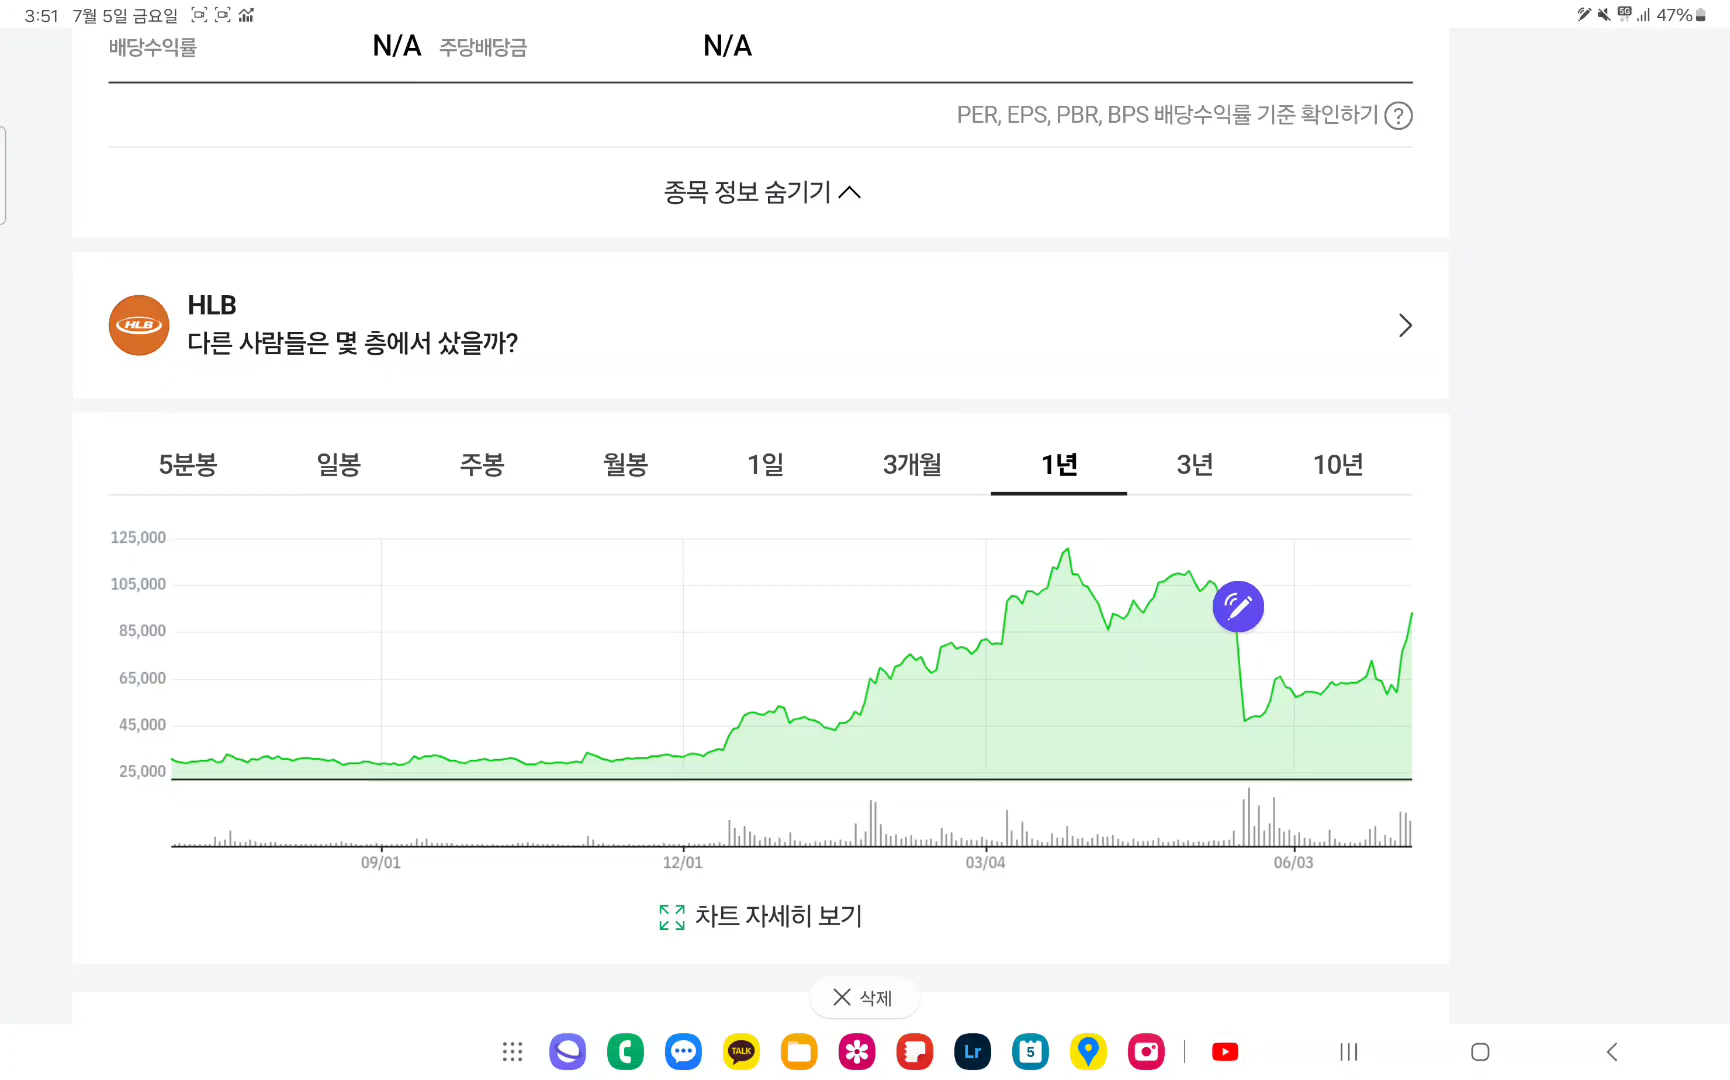 3:51 7월 5일 금요일 5G 47%
배당수익률 N/A 주당배당금 N/A
PER, EPS, PBR, BPS 배당수익률 기준 확인하기 ?
종목 정보 숨기기
HLB
HLB
다른 사람들은 몇 층에서 샀을까?
5분봉 일봉 주봉 월봉 1일 3개월 1년 3년 10년
125,000
105,000
85,000
65,000
45,000
25,000
09/01 12/01 03/04 06/03
차트 자세히 보기
삭제
TALK Lr 5